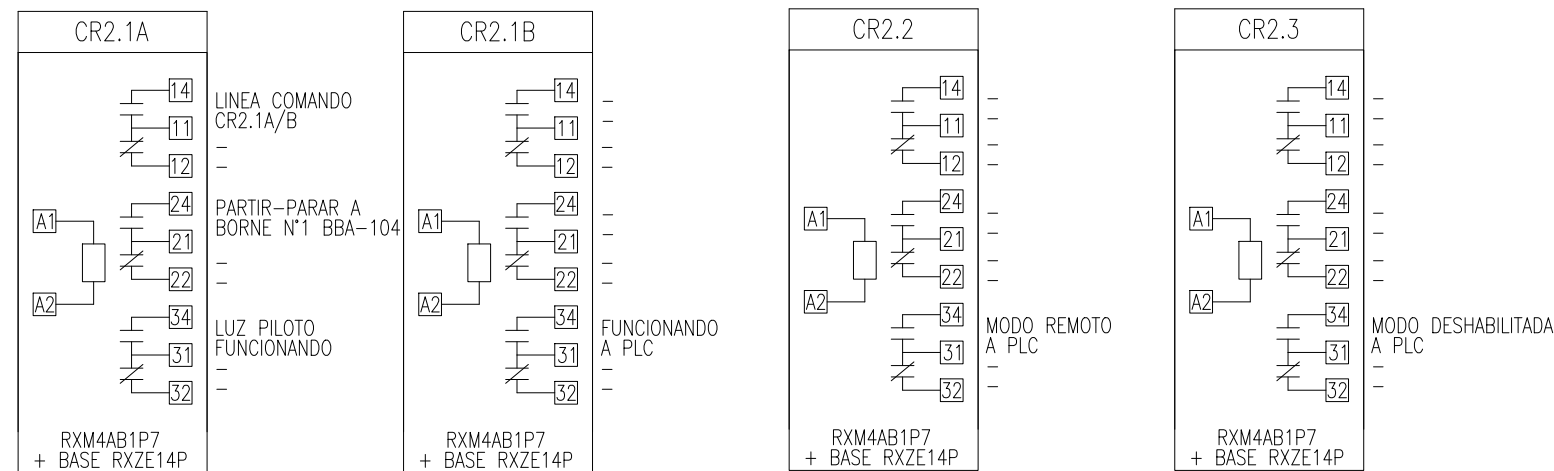 CR2.1A
14
LINEA COMANDO
CR2.1A/B
11
–
12
–
24
PARTIR–PARAR A
BORNE N°1 BBA–104
A1
21
–
22
–
A2
34
LUZ PILOTO
FUNCIONANDO
31
–
32
–
RXM4AB1P7
+ BASE RXZE14P
CR2.1B
14
–
–
11
–
12
–
24
–
A1
–
21
–
22
–
A2
34
FUNCIONANDO
A PLC
31
–
32
–
RXM4AB1P7
+ BASE RXZE14P
CR2.2
14
–
–
11
–
12
–
24
–
A1
–
21
–
22
–
A2
34
MODO REMOTO
A PLC
31
–
32
–
RXM4AB1P7
+ BASE RXZE14P
CR2.3
14
–
–
11
–
12
–
24
–
A1
–
21
–
22
–
A2
34
MODO DESHABILITADA
A PLC
31
–
32
–
RXM4AB1P7
+ BASE RXZE14P